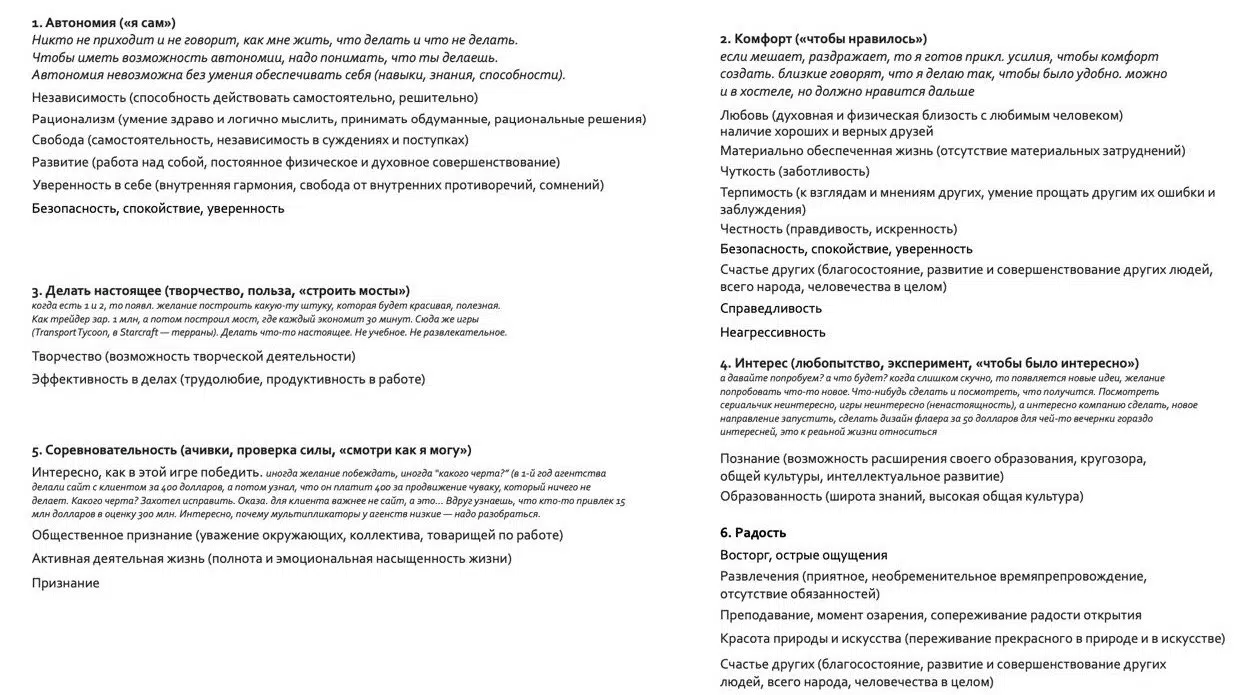 1. Автономия («я сам»)
Никто не приходит и не говорит, как мне жить, что делать и что не делать.
Чтобы иметь возможность автономии, надо понимать, что ты делаешь.
Автономия невозможна без умения обеспечивать себя (навыки, знания, способности).
Независимость (способность действовать самостоятельно, решительно)
Рационализм (умение здраво и логично мыслить, принимать обдуманные, рациональные решения)
Свобода (самостоятельность, независимость в суждениях и поступках)
Развитие (работа над собой, постоянное физическое и духовное совершенствование)
Уверенность в себе (внутренняя гармония, свобода от внутренних противоречий, сомнений)
Безопасность, спокойствие, уверенность
2. Комфорт («чтобы нравилось»)
если мешает, раздражает, то я готов прикл. усилия, чтобы комфорт
создать. близкие говорят, что я делаю так, чтобы было удобно. можно
и в хостеле, но должно нравится дальше
Любовь (духовная и физическая близость с любимым человеком)
наличие хороших и верных друзей
Материально обеспеченная жизнь (отсутствие материальных затруднений)
Чуткость (заботливость)
Терпимость (к взглядам и мнениям других, умение прощать другим их ошибки и
заблуждения)
Честность (правдивость, искренность)
Безопасность, спокойствие, уверенность
Счастье других (благосостояние, развитие и совершенствование других людей,
всего народа, человечества в целом)
Справедливость
Неагрессивность
3. Делать настоящее (творчество, польза, «строить мосты»)
когда есть 1 и 2, то появл. желание построить какую-ту штуку, которая будет красивая, полезная.
Как трейдер зар. 1 млн, а потом построил мост, где каждый экономит 30 минут. Сюда же игры
(Transport Tycoon, в Starcraft — терраны). Делать что-то настоящее. Не учебное. Не развлекательное.
Творчество (возможность творческой деятельности)
Эффективность в делах (трудолюбие, продуктивность в работе)
4. Интерес (любопытство, эксперимент, «чтобы было интересно»)
а давайте попробуем? а что будет? когда слишком скучно, то появляется новые идеи, желание
попробовать что-то новое. Что-нибудь сделать и посмотреть, что получится. Посмотреть
сериальчик неинтересно, игры неинтересно (ненастоящность), а интересно компанию сделать, новое
направление запустить, сделать дизайн флаера за 50 долларов для чей-то вечернки гораздо
интересней, это к реаьной жизни относиться
Познание (возможность расширения своего образования, кругозора,
общей культуры, интеллектуальное развитие)
Образованность (широта знаний, высокая общая культура)
5. Соревновательность (ачивки, проверка силы, «смотри как я могу»)
Интересно, как в этой игре победить. иногда желание побеждать, иногда "какого черта?" (в 1-й год агентства
делали сайт с клиентом за 400 долларов, а потом узнал, что он платит 400 за продвижение чуваку, который ничего не
делает. Какого черта? Захотел исправить. Оказа. для клиента важнее не сайт, а это... Вдруг узнаешь, что кто-то привлек 15
млн долларов в оценку 300 млн. Интересно, почему мультипликаторы у агенств низкие — надо разобраться.
Общественное признание (уважение окружающих, коллектива, товарищей по работе)
Активная деятельная жизнь (полнота и эмоциональная насыщенность жизни)
Признание
6. Радость
Восторг, острые ощущения
Развлечения (приятное, необременительное времяпрепровождение,
отсутствие обязанностей)
Преподавание, момент озарения, сопереживание радости открытия
Красота природы и искусства (переживание прекрасного в природе и в искусстве)
Счастье других (благосостояние, развитие и совершенствование других
людей, всего народа, человечества в целом)